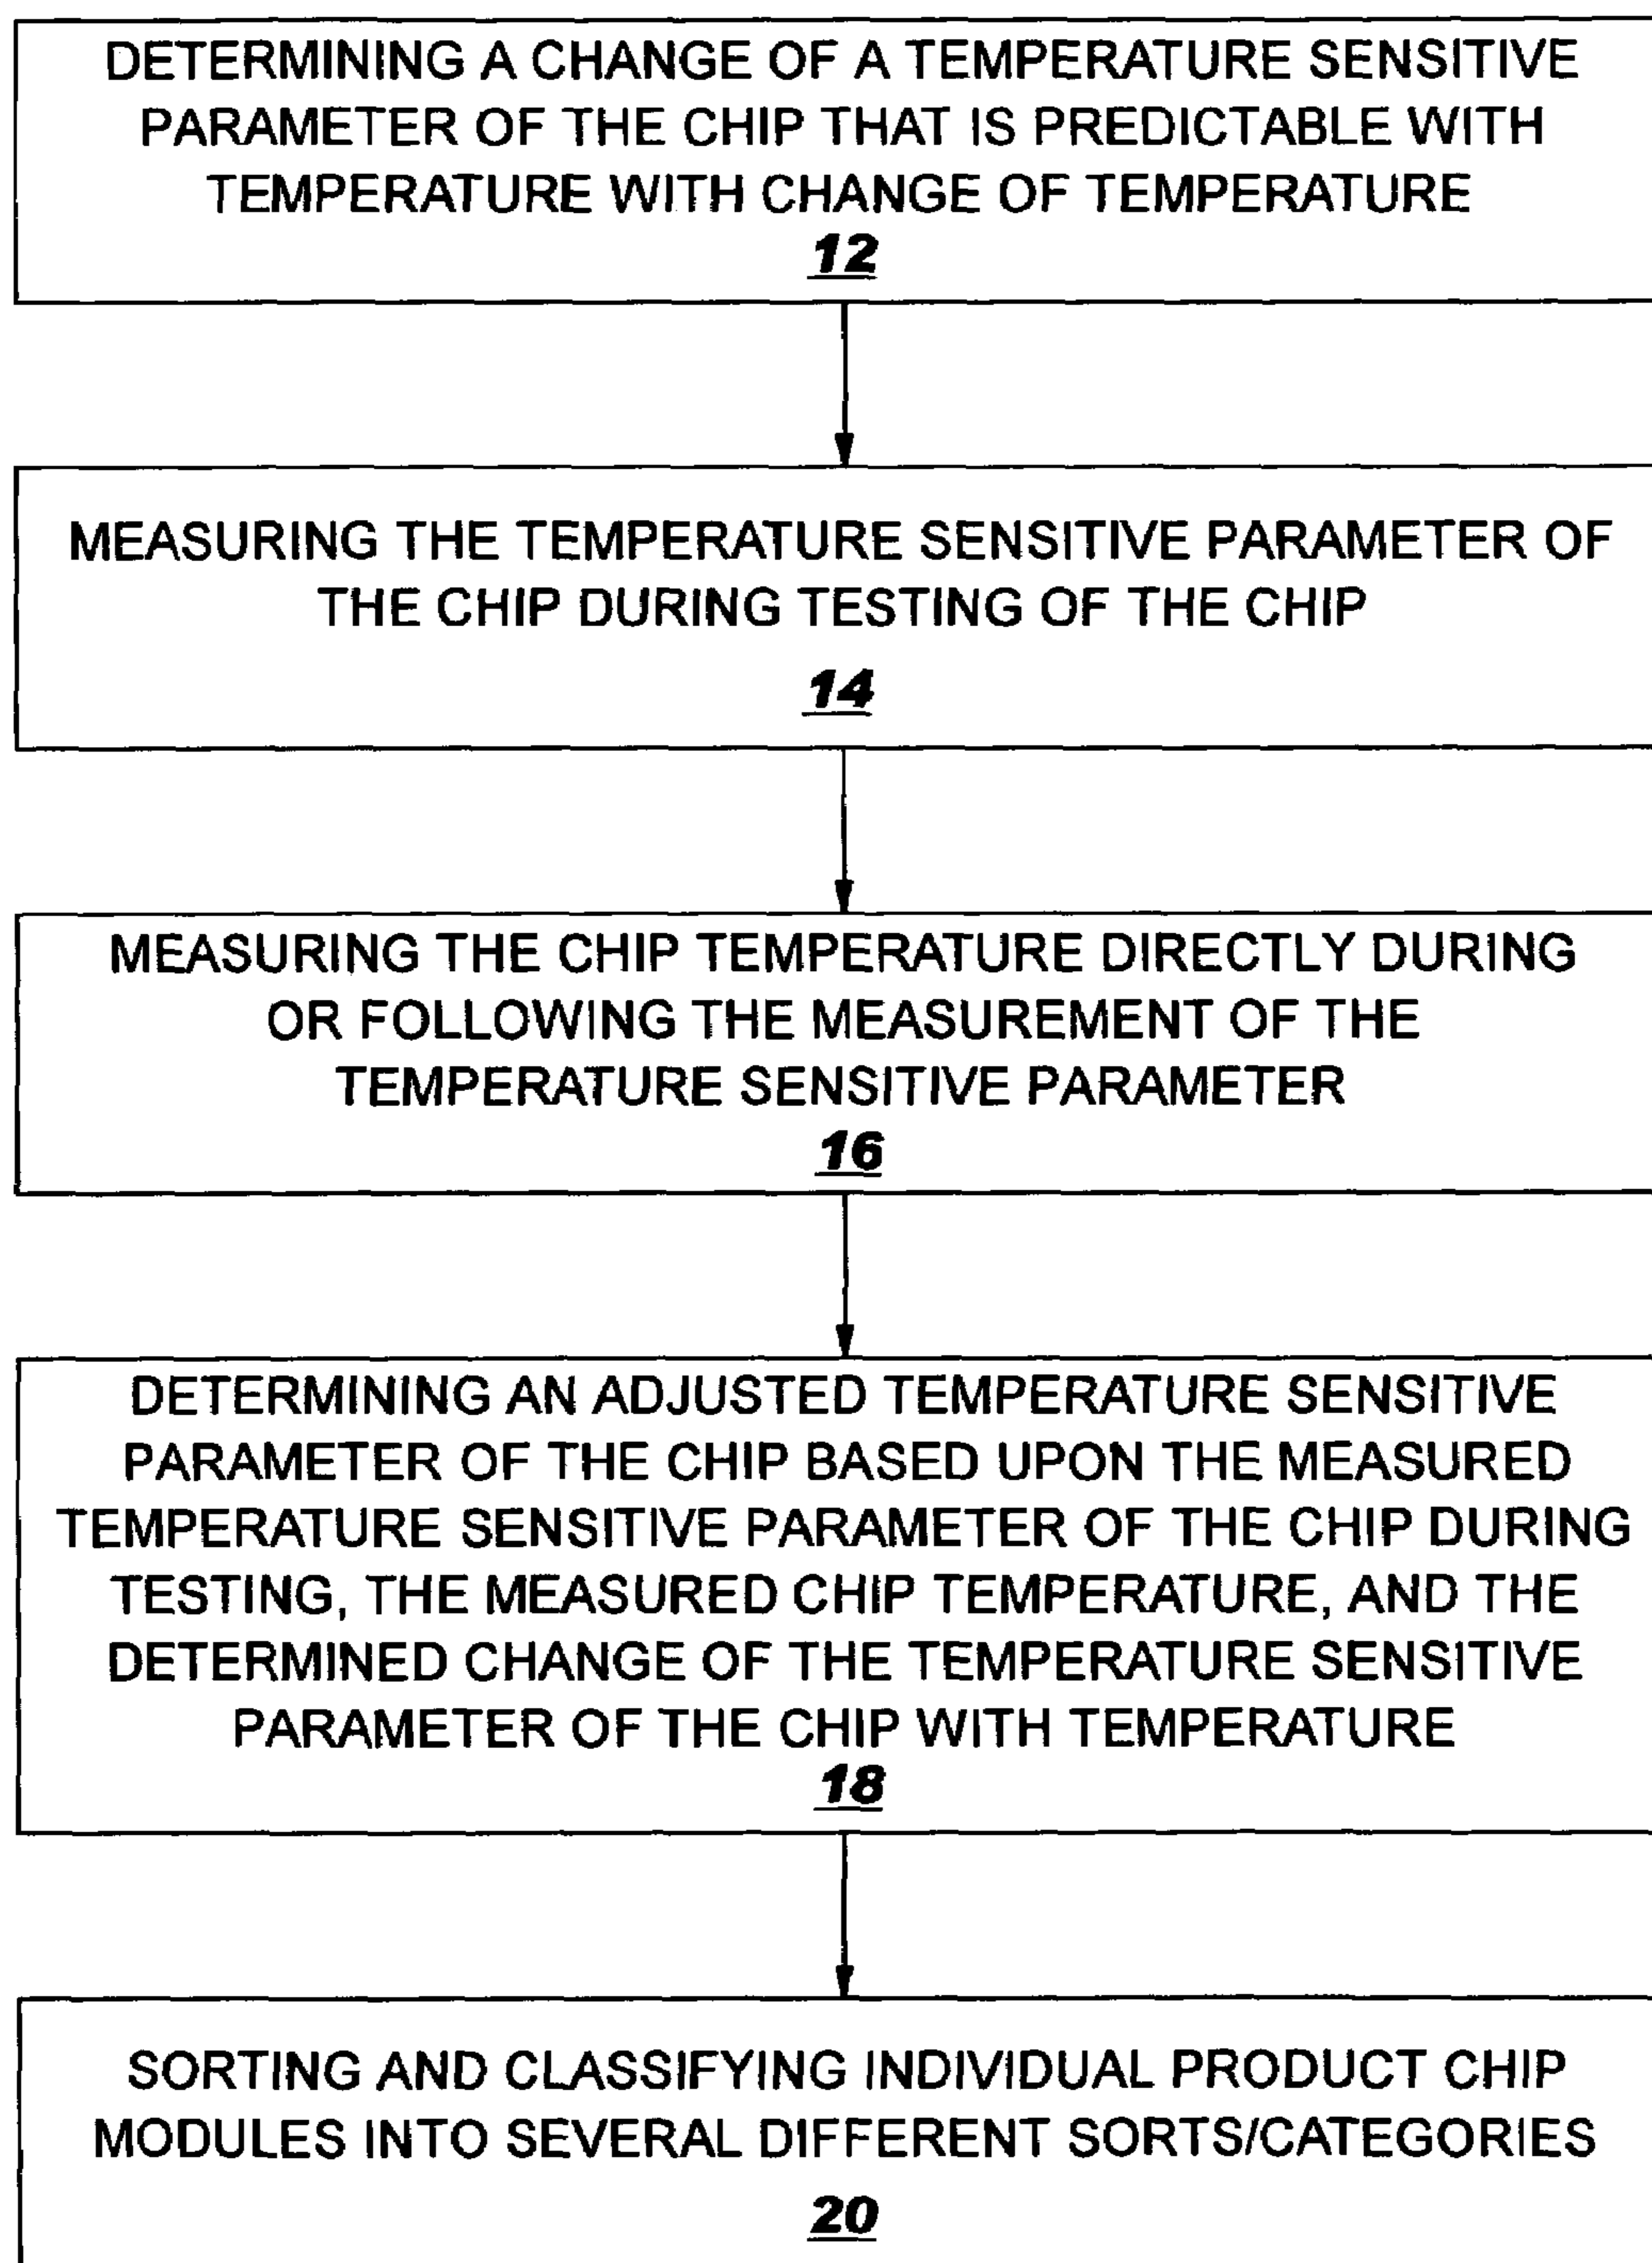 DETERMINING A CHANGE OF A TEMPERATURE SENSITIVE
PARAMETER OF THE CHIP THAT IS PREDICTABLE WITH
TEMPERATURE WITH CHANGE OF TEMPERATURE
12
MEASURING THE TEMPERATURE SENSITIVE PARAMETER OF
THE CHIP DURING TESTING OF THE CHIP
14
MEASURING THE CHIP TEMPERATURE DIRECTLY DURING
OR FOLLOWING THE MEASUREMENT OF THE
TEMPERATURE SENSITIVE PARAMETER
16
DETERMINING AN ADJUSTED TEMPERATURE SENSITIVE
PARAMETER OF THE CHIP BASED UPON THE MEASURED
TEMPERATURE SENSITIVE PARAMETER OF THE CHIP DURING
TESTING, THE MEASURED CHIP TEMPERATURE, AND THE
DETERMINED CHANGE OF THE TEMPERATURE SENSITIVE
PARAMETER OF THE CHIP WITH TEMPERATURE
18
SORTING AND CLASSIFYING INDIVIDUAL PRODUCT CHIP
MODULES INTO SEVERAL DIFFERENT SORTS/CATEGORIES
20